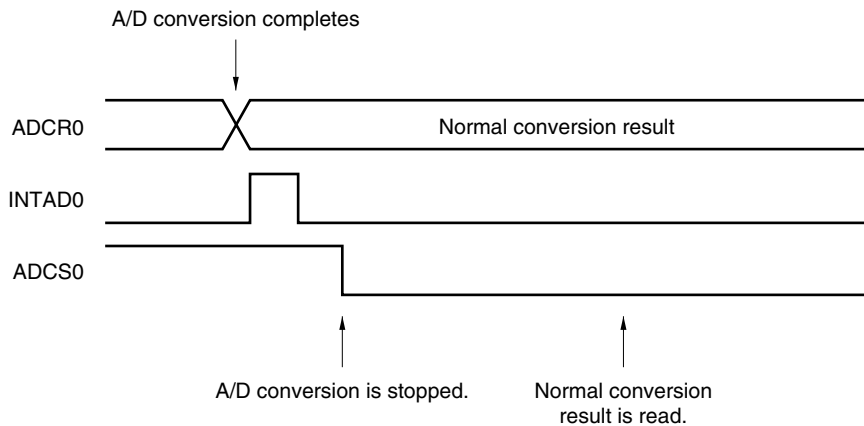 A/D conversion completes
ADCR0
Normal conversion result
INTAD0
ADCS0
A/D conversion is stopped.
Normal conversion
result is read.